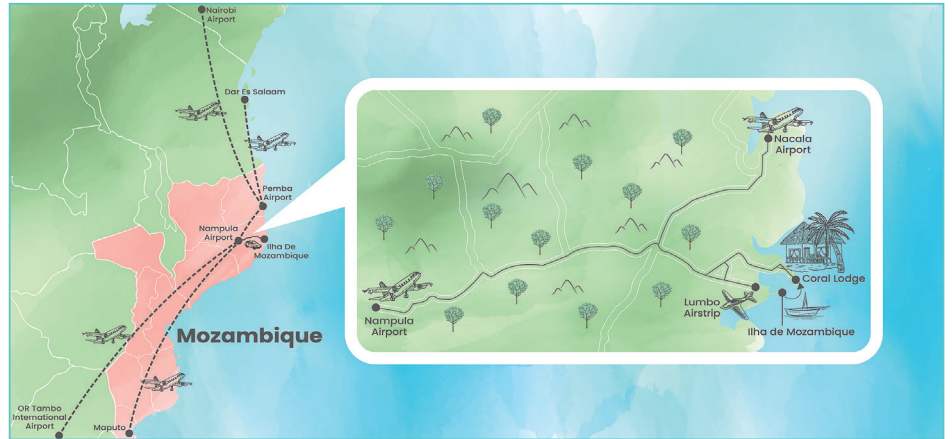 Nairobi
Airport
Dar Es Salaam
Pemba
Airport
Nampula
Airport
Ilha De
Mozambique
Mozambique
OR Tambo
International
Airport
Maputo
Nacala
Airport
Coral Lodge
Lumbo
Airstrip
Ilha de Mozambique
Nampula
Airport